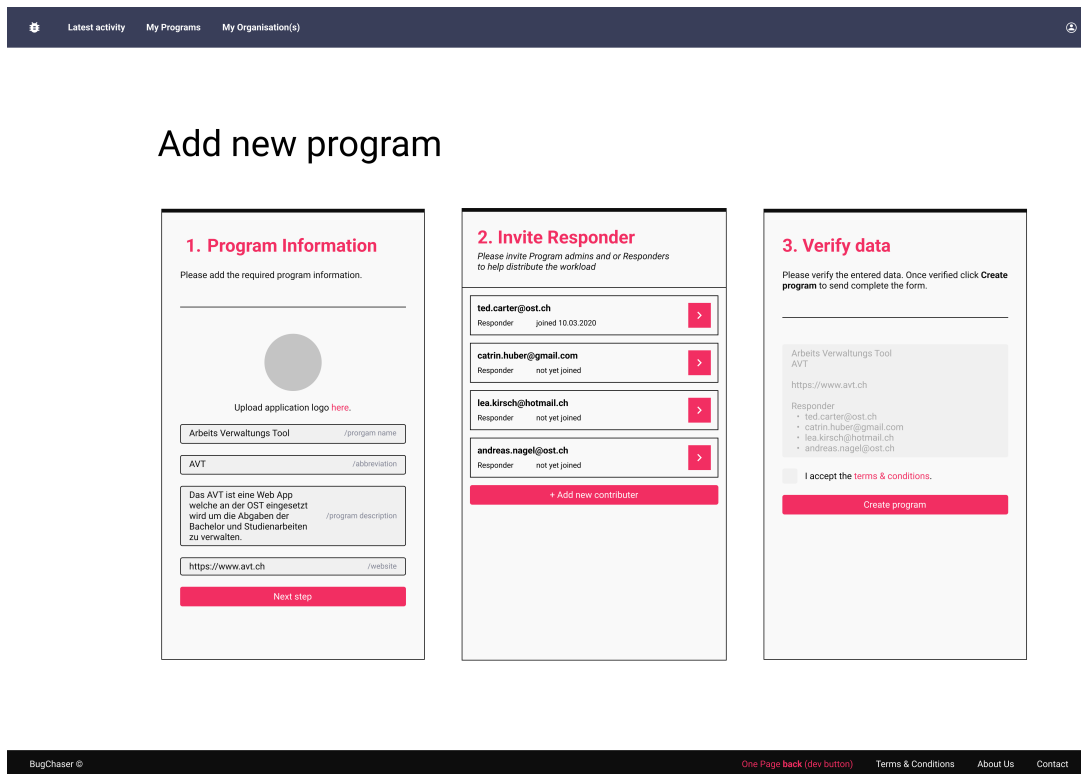 Latest activity My Programs My Organisation(s)
Add new program
1. Program Information
Please add the required program information.
Upload application logo here.
Arbeits Verwaltungs Tool /prorgam name
AVT /abbreviation
Das AVT ist eine Web App
welche an der OST eingesetzt
wird um die Abgaben der /program description
Bachelor und Studienarbeiten
zu verwalten.
https://www.avt.ch /website
Next step
2. Invite Responder
Please invite Program admins and or Responders
to help distribute the workload
ted.carter@ost.ch
Responder joined 10.03.2020
catrin.huber@gmail.com
Responder not yet joined
lea.kirsch@hotmail.ch
Responder not yet joined
andreas.nagel@ost.ch
Responder not yet joined
+ Add new contributer
3. Verify data
Please verify the entered data. Once verified click Create
program to send complete the form.
Arbeits Verwaltungs Tool
AVT
https://www.avt.ch
Responder
• ted.carter@ost.ch
• catrin.huber@gmail.com
• lea.kirsch@hotmail.ch
• andreas.nagel@ost.ch
I accept the terms & conditions.
Create program
BugChaser © One Page back (dev button) Terms & Conditions About Us Contact